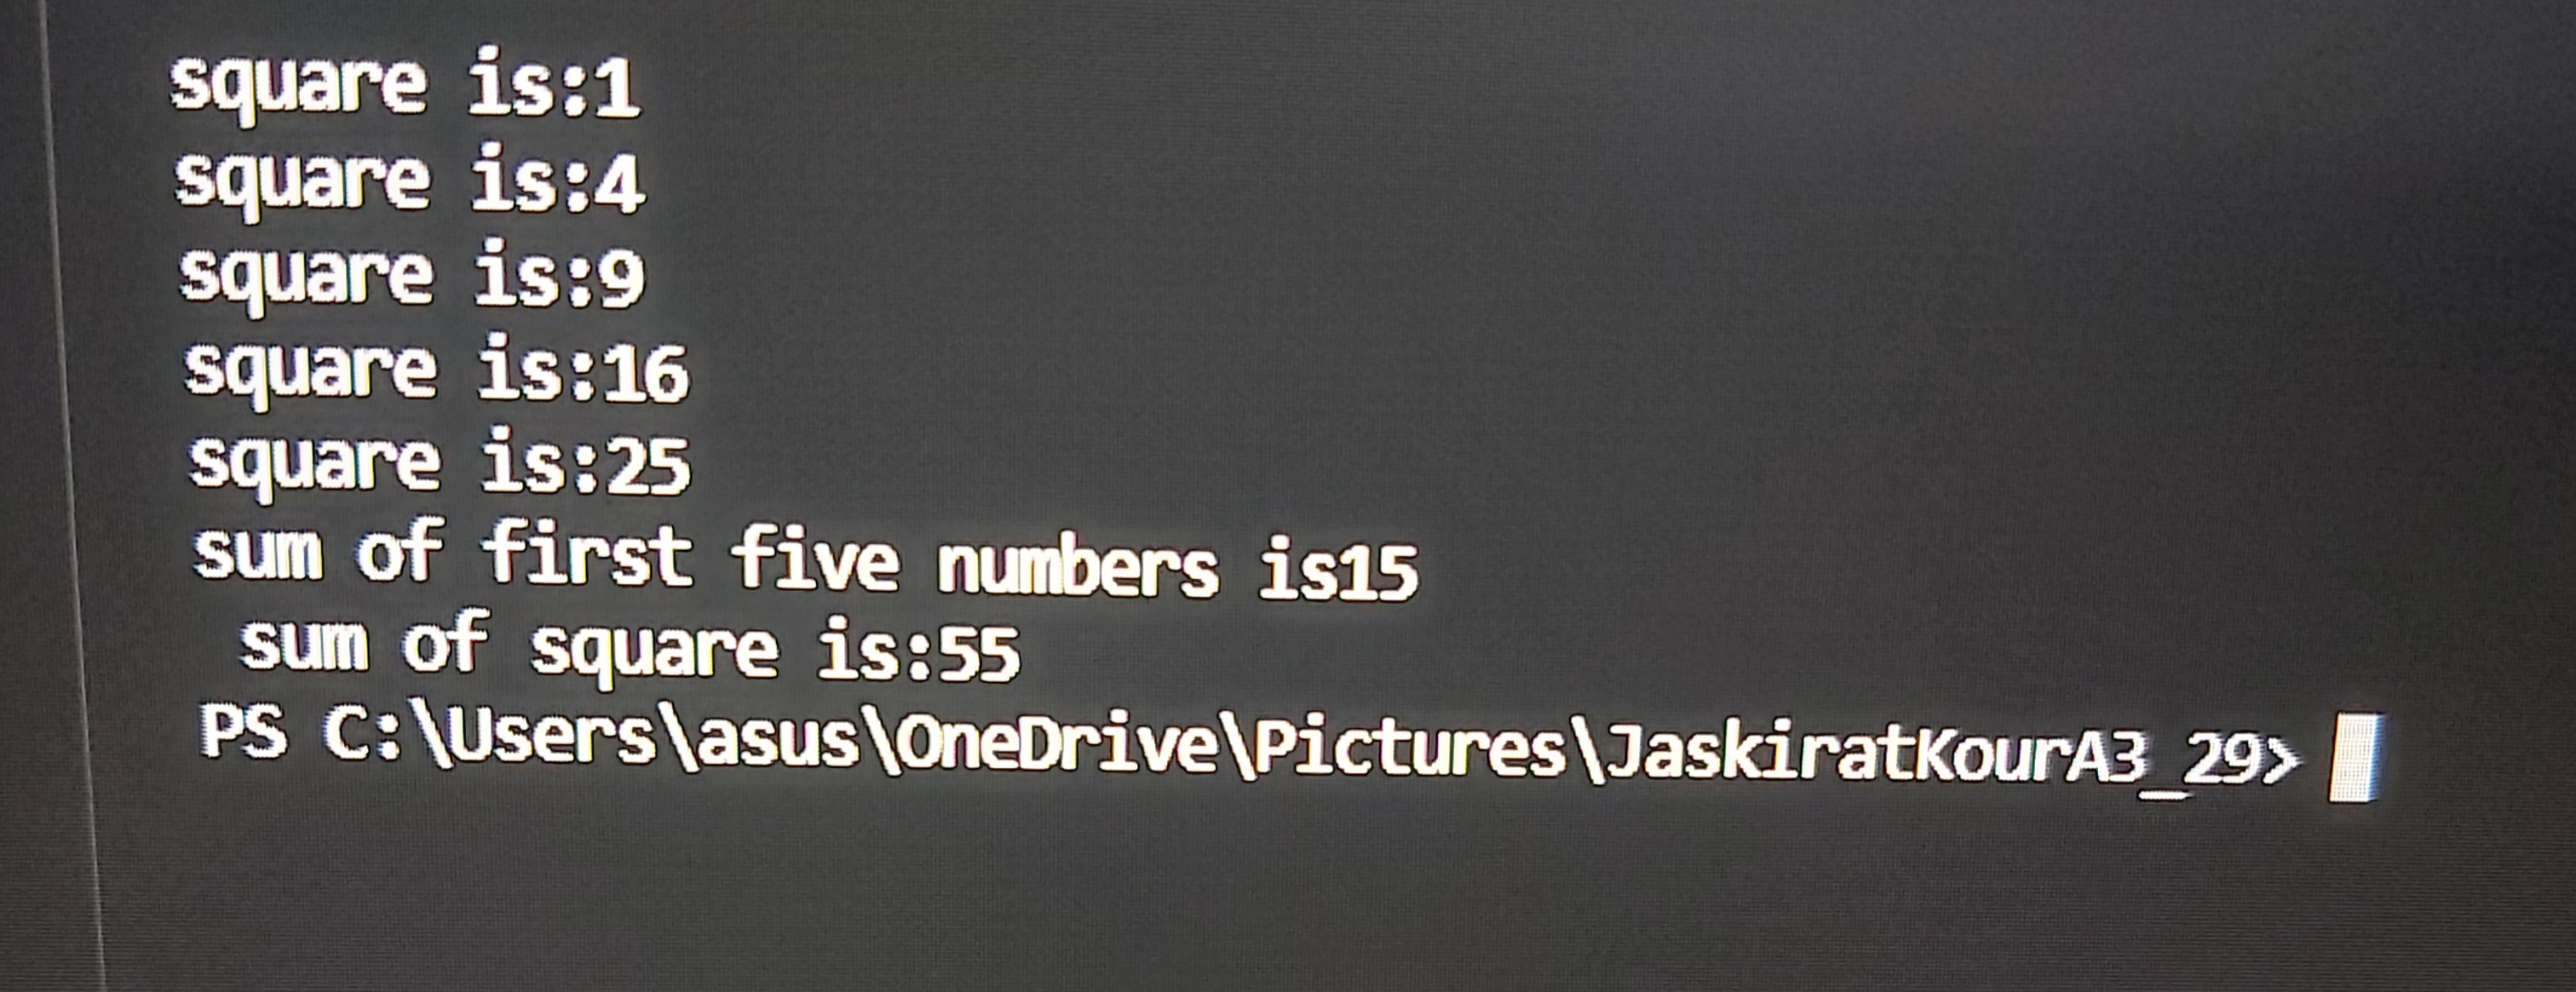 square is:1
square is:4
square is:9
square is:16
square is:25
sum of first five numbers is15
 sum of square is:55
PS C:\Users\asus\OneDrive\Pictures\JaskiratKourA3_29>